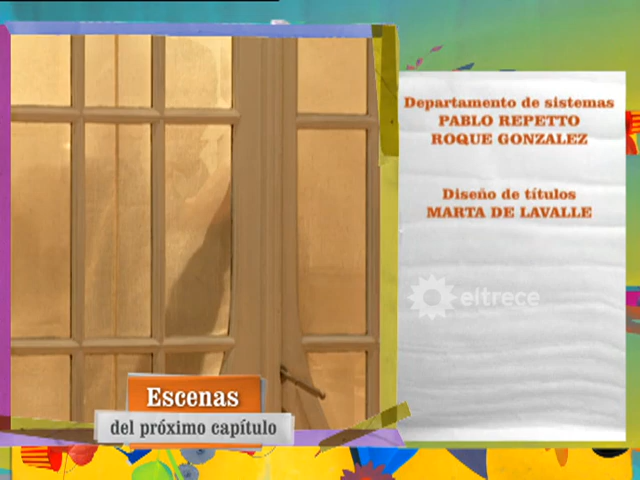 Departamento de sistemas
PABLO REPETTO
ROQUE GONZALEZ
Diseño de títulos
MARTA DE LAVALLE
eltrece
Escenas
del próximo capítulo